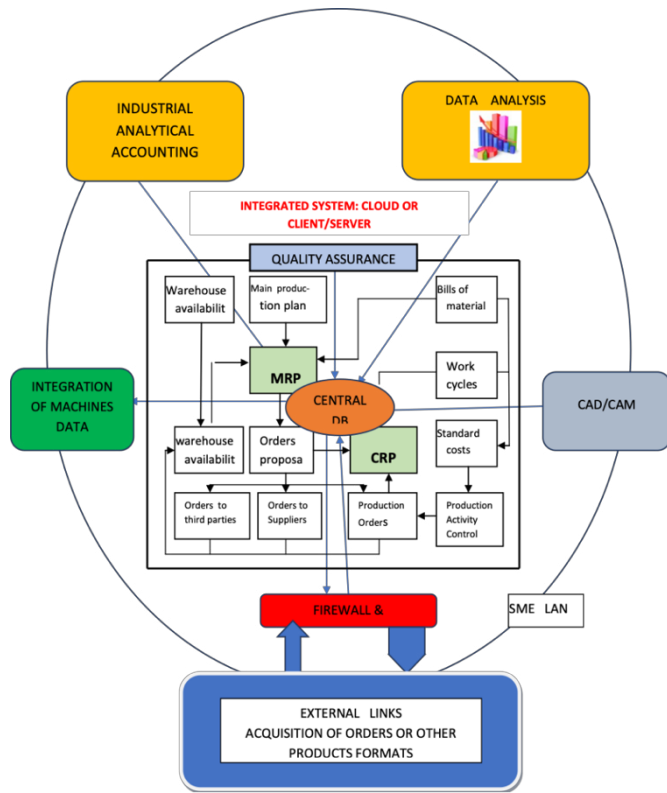 INDUSTRIAL
ANALYTICAL
ACCOUNTING
DATA ANALYSIS
INTEGRATED SYSTEM: CLOUD OR
CLIENT/SERVER
QUALITY ASSURANCE
Warehouse
availabilit
Main produc-
tion plan
Bills of
material
MRP
Work
cycles
INTEGRATION
OF MACHINES
DATA
CENTRAL
DB
CAD/CAM
warehouse
availabilit
Orders
proposa
CRP
Standard
costs
Orders to
third parties
Orders to
Suppliers
Production
Orders
Production
Activity
Control
FIREWALL &
SME LAN
EXTERNAL LINKS
ACQUISITION OF ORDERS OR OTHER
PRODUCTS FORMATS